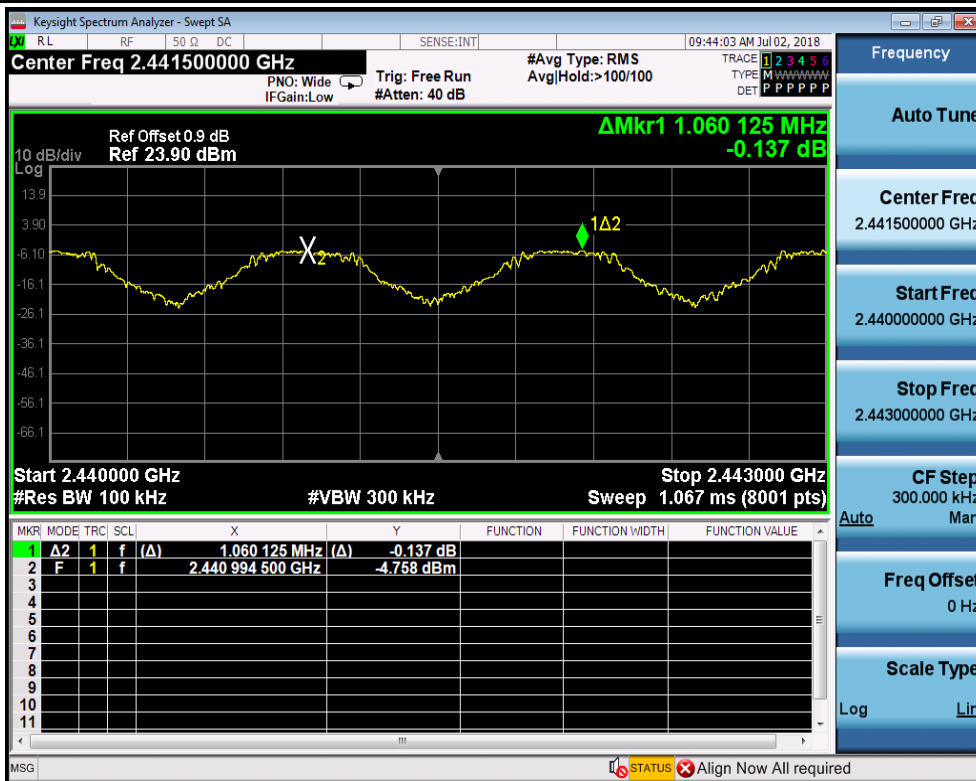 Keysight Spectrum Analyzer - Swept SA
LXI RL RF 50 Ω DC SENSE:INT 09:44:03 AM Jul 02, 2018
Center Freq 2.441500000 GHz
PNO: Wide
IFGain:Low
Trig: Free Run
#Atten: 40 dB
#Avg Type: RMS
Avg|Hold:>100/100
TRACE 1 2 3 4 5 6
TYPE M WWWWW
DET P P P P P P
Ref Offset 0.9 dB
10 dB/div Ref 23.90 dBm
Log
ΔMkr1 1.060 125 MHz
-0.137 dB
13.9
3.90
-6.10
-16.1
-26.1
-36.1
-46.1
-56.1
-66.1
X2
1Δ2
Start 2.440000 GHz Stop 2.443000 GHz
#Res BW 100 kHz #VBW 300 kHz Sweep 1.067 ms (8001 pts)
MKR MODE TRC SCL X Y FUNCTION FUNCTION WIDTH FUNCTION VALUE
1 Δ2 1 f (Δ) 1.060 125 MHz (Δ) -0.137 dB
2 F 1 f 2.440 994 500 GHz -4.758 dBm
3
4
5
6
7
8
9
10
11
MSG STATUS Align Now All required
Frequency
Auto Tune
Center Freq
2.441500000 GHz
Start Freq
2.440000000 GHz
Stop Freq
2.443000000 GHz
CF Step
300.000 kHz
Auto Man
Freq Offset
0 Hz
Scale Type
Log Lin